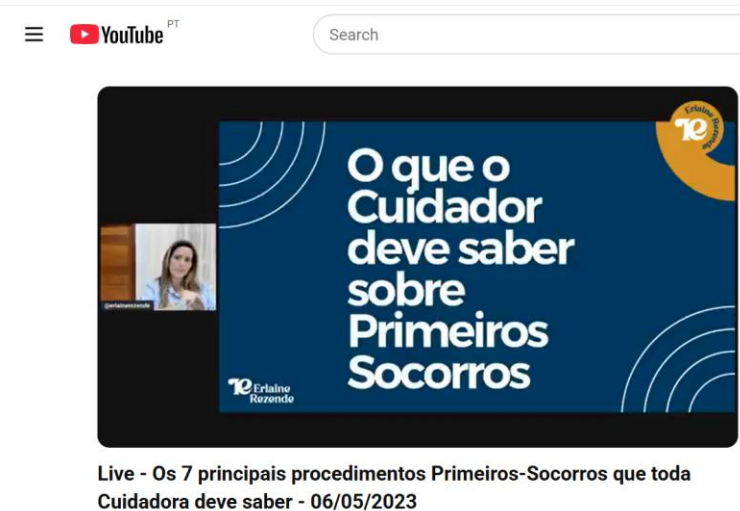 YouTube PT
Search
Erlaine Rezende
O que o
Cuidador
deve saber
sobre
Primeiros
Socorros
@erlainerezende
Erlaine
Rezende
Live - Os 7 principais procedimentos Primeiros-Socorros que toda
Cuidadora deve saber - 06/05/2023